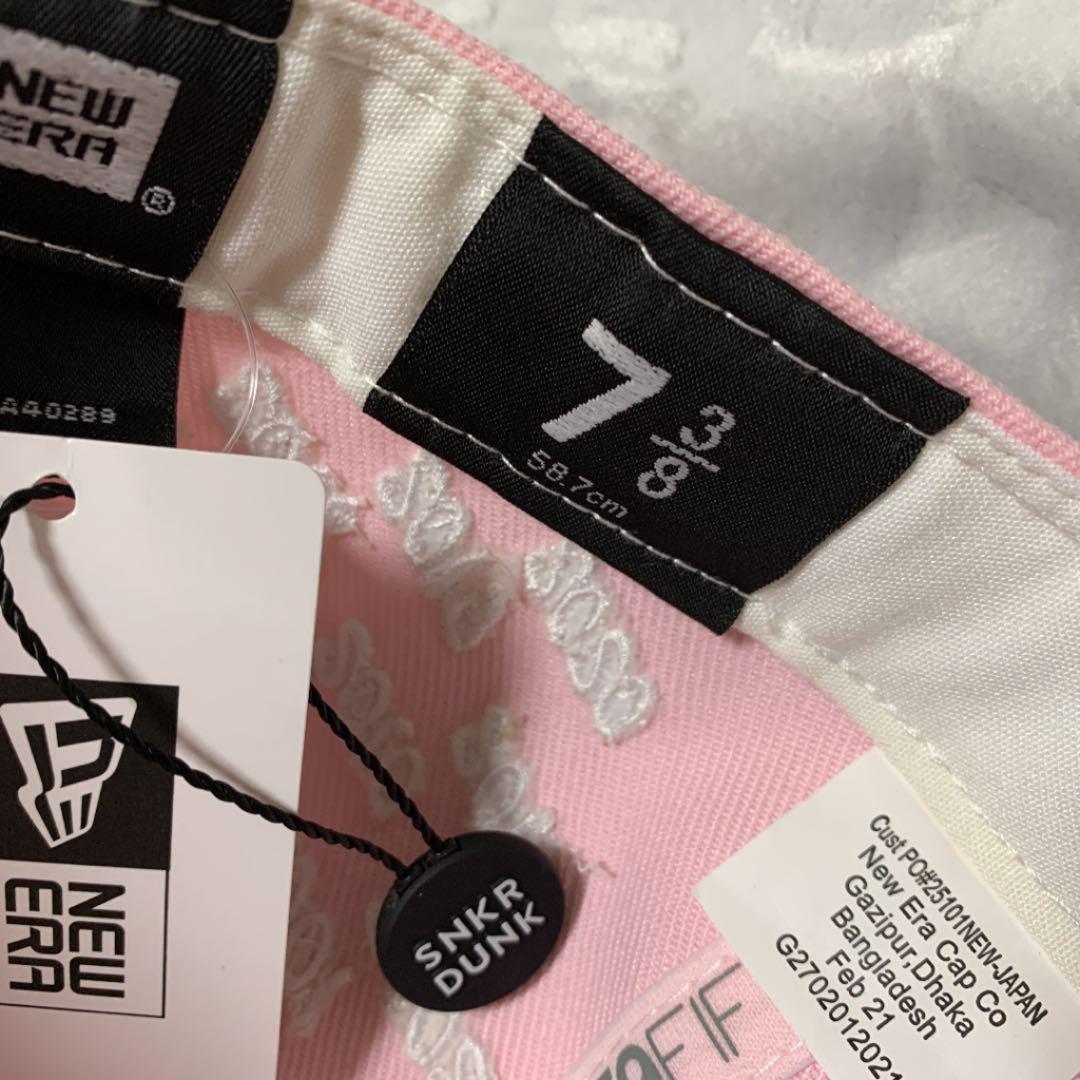 NEW
ERA
®
A40289
7 3/8
58.7cm
NEW
ERA
SNKR
DUNK
Cust PO#25101NEW-JAPAN
New Era Cap Co
Gazipur,Dhaka
Bangladesh
Feb 21
G2702012021